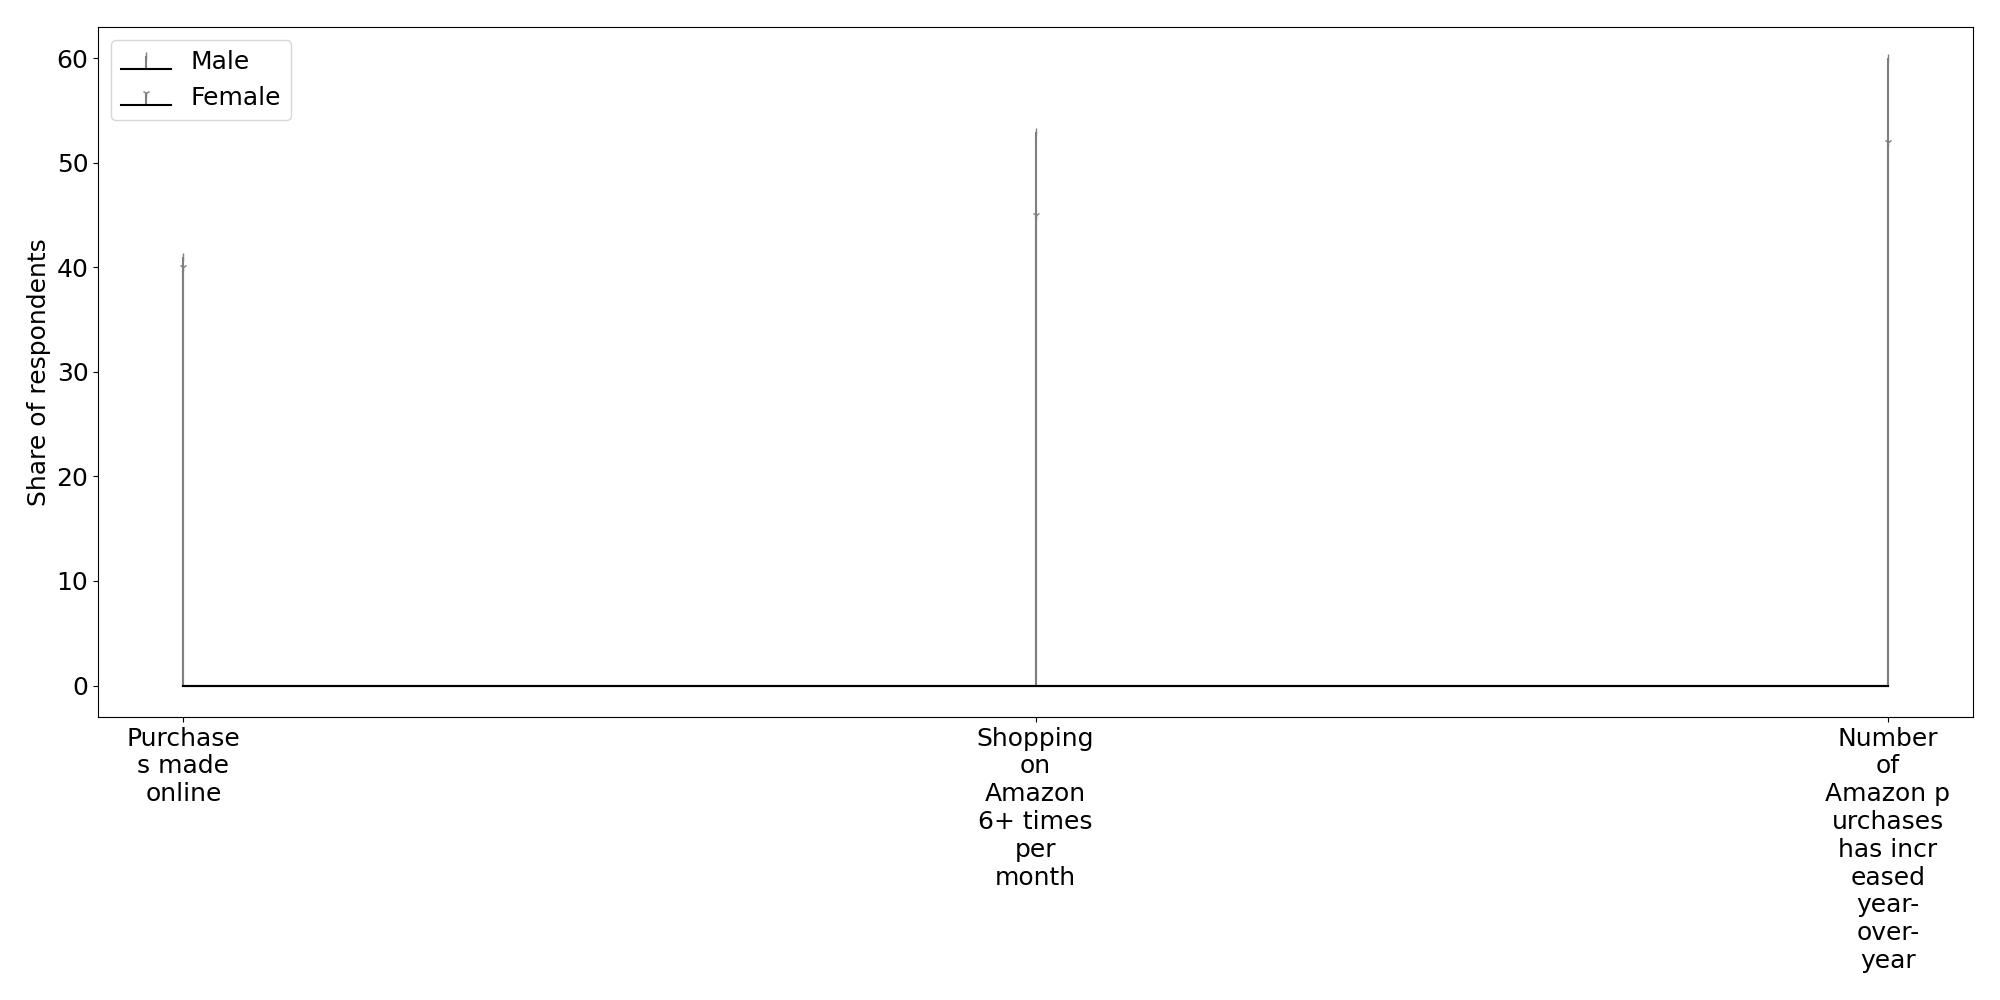 Male
Female
Share of respondents
60
50
40
30
20
10
0
Purchase
s made
online
Shopping
on
Amazon
6+ times
per
month
Number
of
Amazon p
urchases
has incr
eased
year-
over-
year